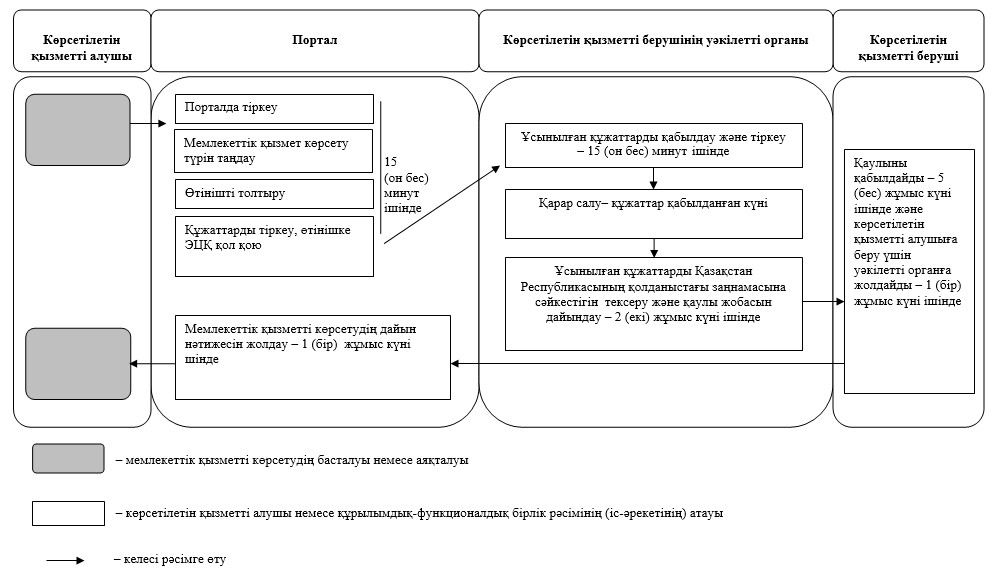 Көрсетілетін
қызметті алушы
Портал
Көрсетілетін қызметті берушінің уәкілетті органы
Көрсетілетін
қызметті беруші
Порталда тіркеу
Мемлекеттік қызмет көрсету
түрін таңдау
Өтінішті толтыру
Құжаттарды тіркеу, өтінішке
ЭЦҚ қол қою
15
(он бес)
минут
ішінде
Ұсынылған құжаттарды қабылдау және тіркеу
– 15 (он бес) минут ішінде
Қарар салу– құжаттар қабылданған күні
Ұсынылған құжаттарды Қазақстан
Республикасының қолданыстағы заңнамасына
сәйкестігін тексеру және қаулы жобасын
дайындау – 2 (екі) жұмыс күні ішінде
Қаулыны
қабылдайды – 5
(бес) жұмыс күні
ішінде және
көрсетілетін
қызметті алушыға
беру үшін
уәкілетті органға
жолдайды – 1 (бір)
жұмыс күні ішінде
Мемлекеттік қызметті көрсетудің дайын
нәтижесін жолдау – 1 (бір) жұмыс күні
шінде
– мемлекеттік қызметті көрсетудің басталуы немесе аяқталуы
– көрсетілетін қызметті алушы немесе құрылымдық-функционалдық бірлік рәсімінің (іс-әрекетінің) атауы
– келесі рәсімге өту